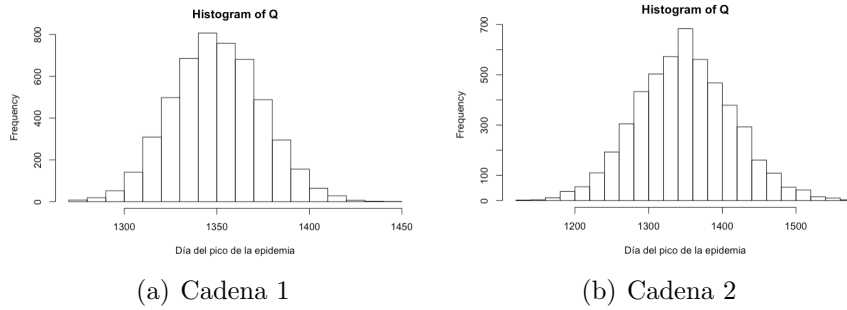 Histogram of Q
Frequency
0
200
400
600
800
1300
1350
1400
1450
Día del pico de la epidemia
(a) Cadena 1
Histogram of Q
Frequency
100
300
500
700
1200
1300
1400
1500
Día del pico de la epidemia
(b) Cadena 2